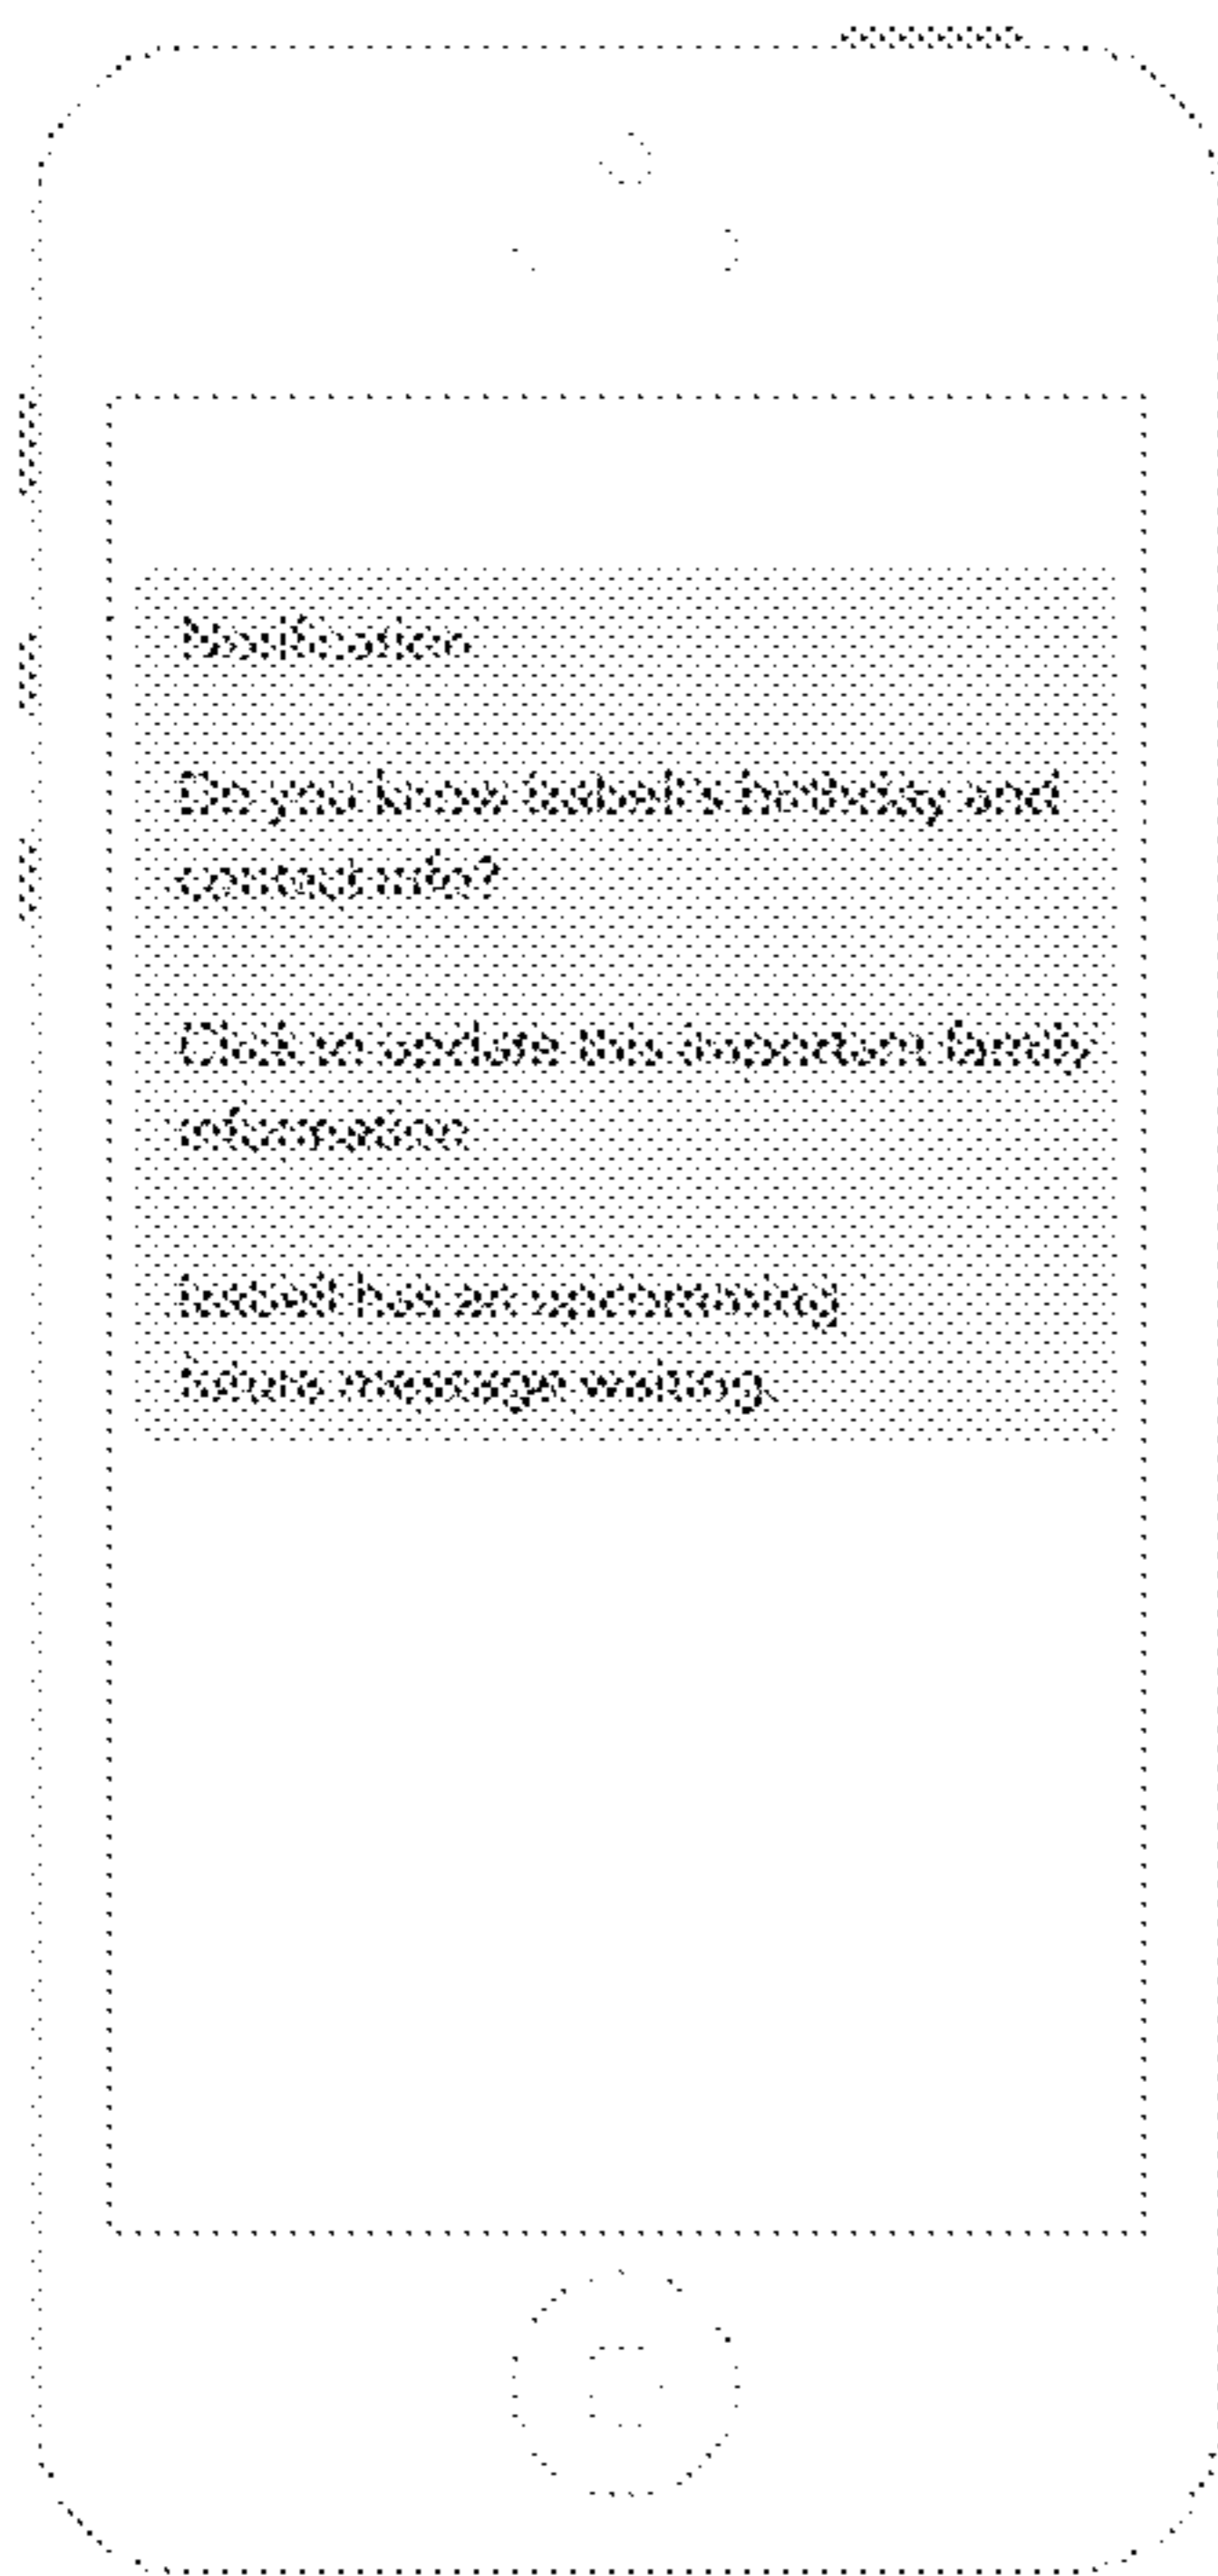 Notification
Do you know Isabel's birthday and
contact info?
Click to update this important family
information
Isabel has an upcoming
future message waiting.